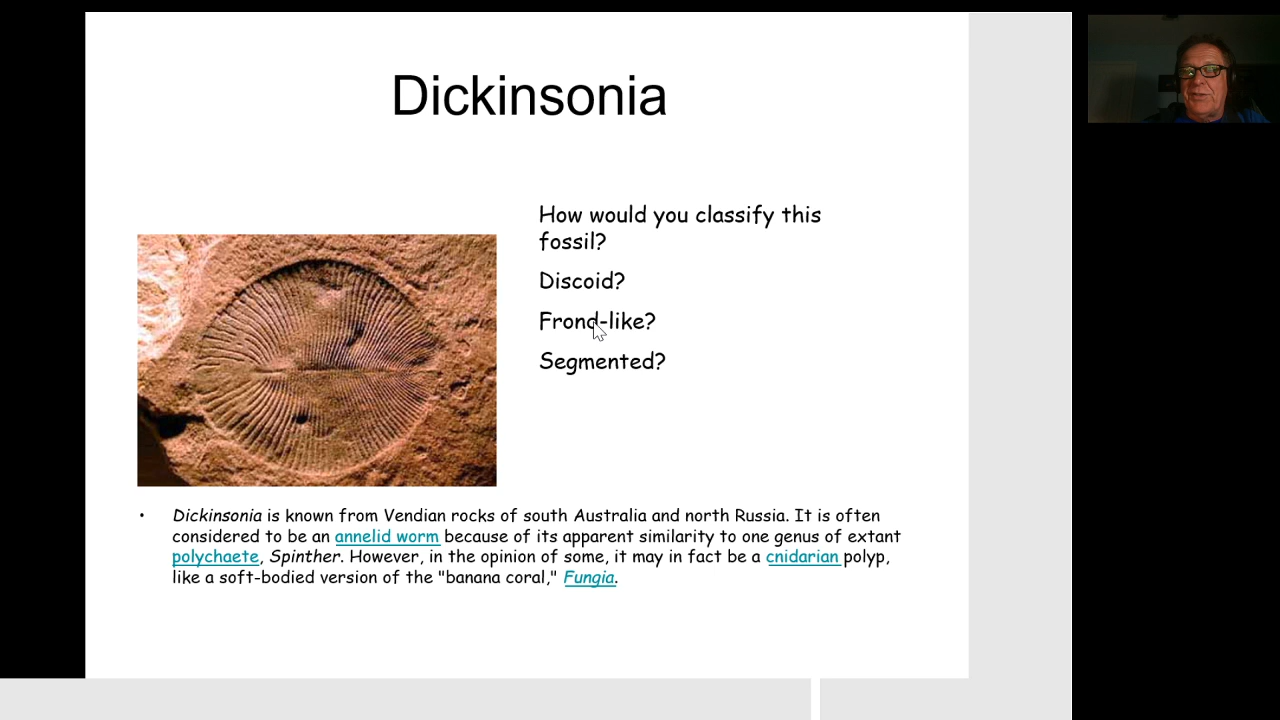 Dickinsonia
How would you classify this
fossil?
Discoid?
Frond-like?
Segmented?
• Dickinsonia is known from Vendian rocks of south Australia and north Russia. It is often
considered to be an annelid worm because of its apparent similarity to one genus of extant
polychaete, Spinther. However, in the opinion of some, it may in fact be a cnidarian polyp,
like a soft-bodied version of the "banana coral," Fungia.